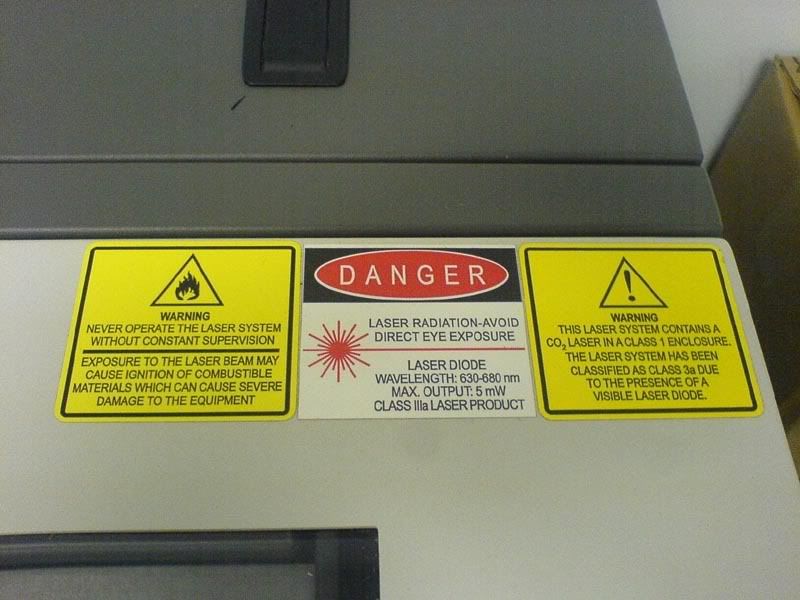 WARNING
NEVER OPERATE THE LASER SYSTEM
WITHOUT CONSTANT SUPERVISION
EXPOSURE TO THE LASER BEAM MAY
CAUSE IGNITION OF COMBUSTIBLE
MATERIALS WHICH CAN CAUSE SEVERE
DAMAGE TO THE EQUIPMENT
DANGER
LASER RADIATION-AVOID
DIRECT EYE EXPOSURE
LASER DIODE
WAVELENGTH: 630-680 nm
MAX. OUTPUT: 5 mW
CLASS IIIa LASER PRODUCT
WARNING
THIS LASER SYSTEM CONTAINS A
CO₂ LASER IN A CLASS 1 ENCLOSURE.
THE LASER SYSTEM HAS BEEN
CLASSIFIED AS CLASS 3a DUE
TO THE PRESENCE OF A
VISIBLE LASER DIODE.